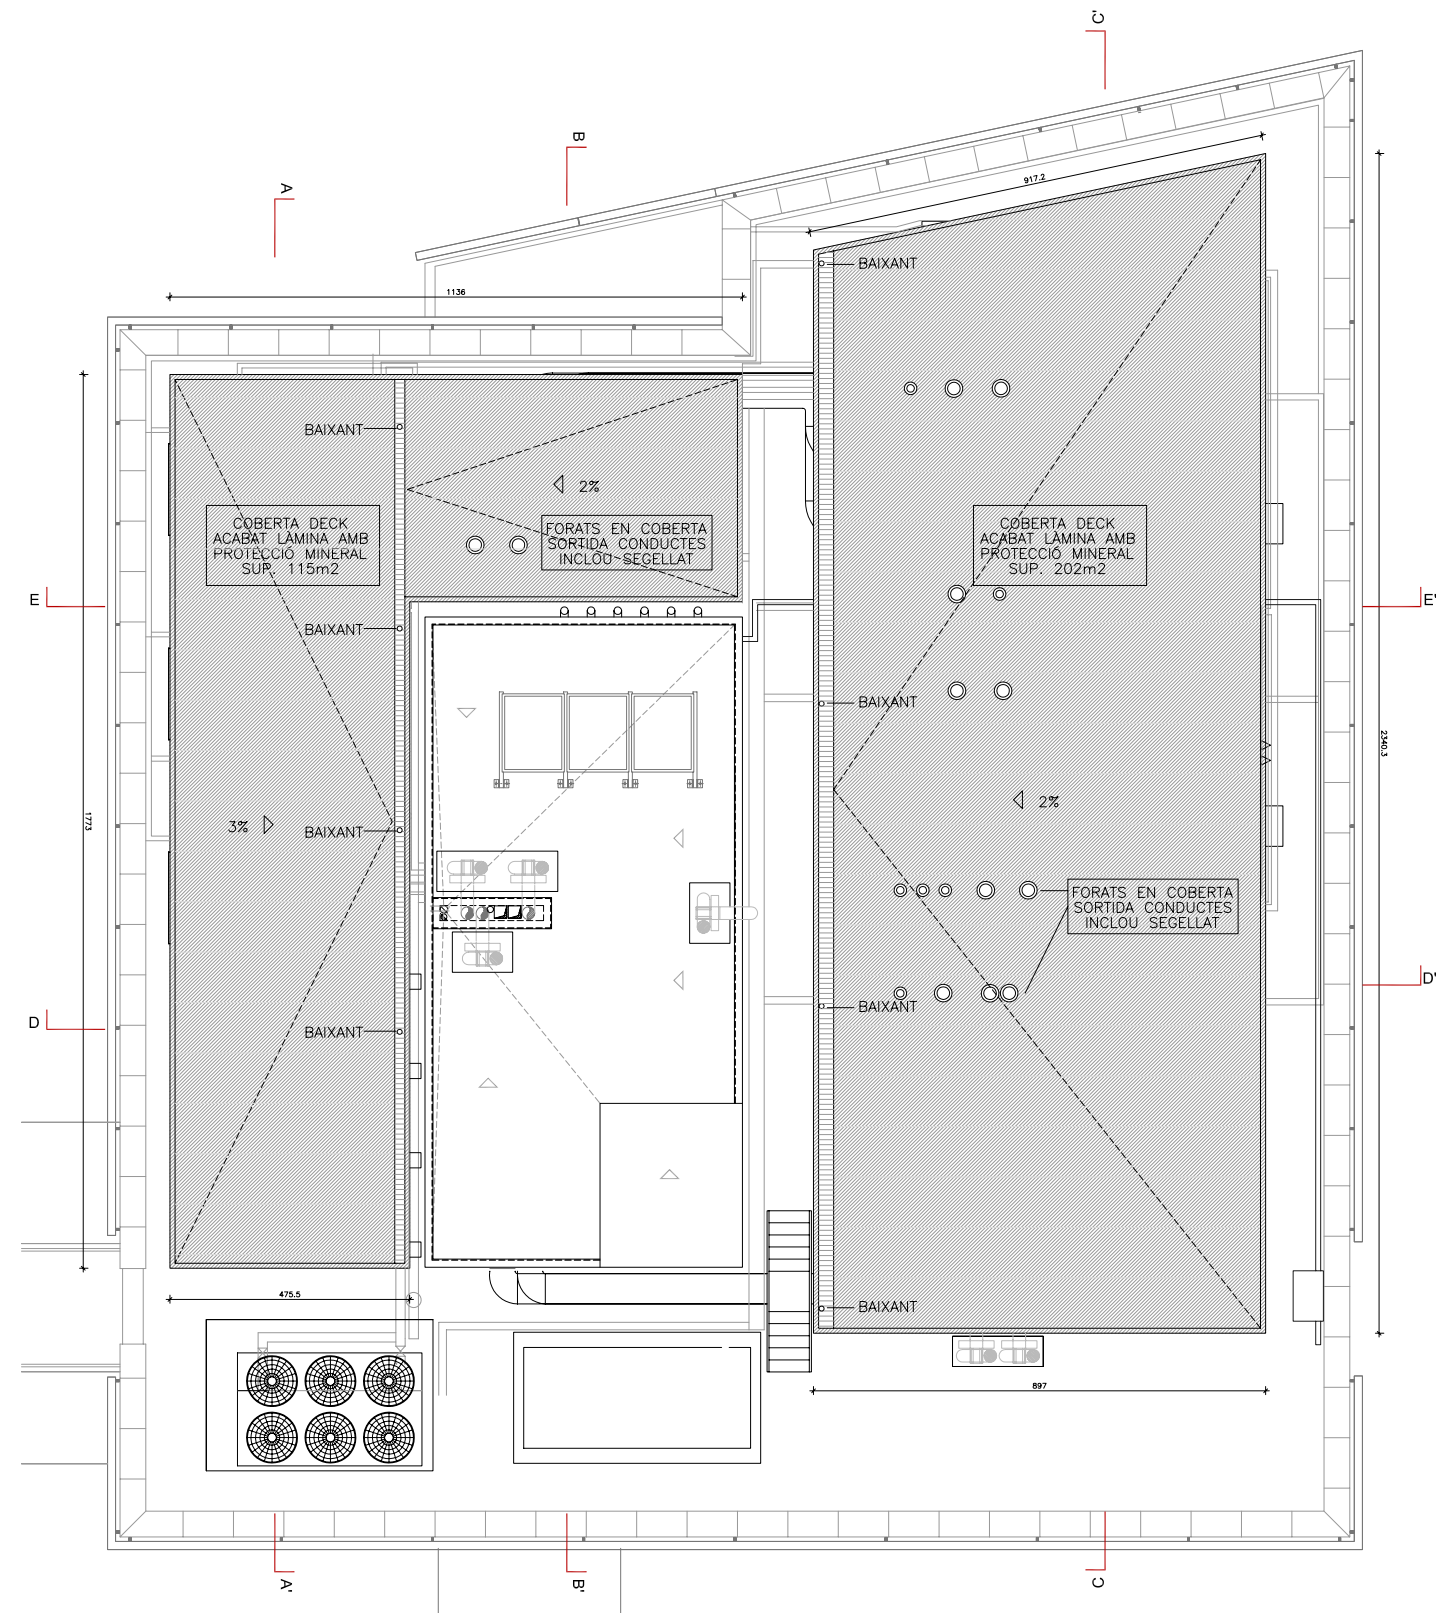 C'
B
A
917.2
1136
BAIXANT
BAIXANT
2%
COBERTA DECK
ACABAT LÀMINA AMB
PROTECCIÓ MINERAL
SUP. 115m2
FORATS EN COBERTA
SORTIDA CONDUCTES
INCLOU SEGELLAT
COBERTA DECK
ACABAT LÀMINA AMB
PROTECCIÓ MINERAL
SUP. 202m2
E
E'
BAIXANT
BAIXANT
2340.3
1773
3%
BAIXANT
2%
FORATS EN COBERTA
SORTIDA CONDUCTES
INCLOU SEGELLAT
D'
D
BAIXANT
BAIXANT
475.5
BAIXANT
897
A'
B'
C